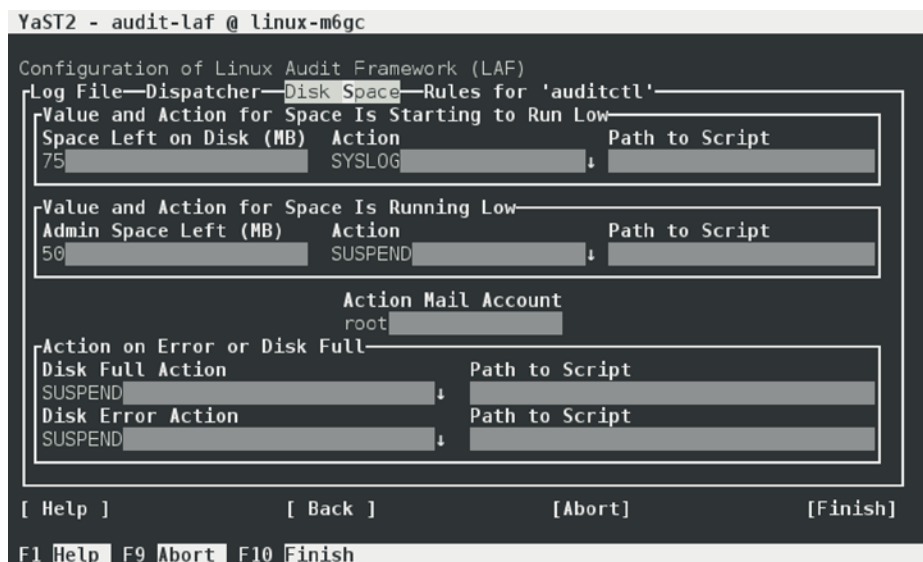 YaST2 - audit-laf @ linux-m6gc
Configuration of Linux Audit Framework (LAF)
Log File—Dispatcher—Disk Space—Rules for 'auditctl'
Value and Action for Space Is Starting to Run Low
Space Left on Disk (MB) Action Path to Script
75 SYSLOG ↓
Value and Action for Space Is Running Low
Admin Space Left (MB) Action Path to Script
50 SUSPEND ↓
Action Mail Account
root
Action on Error or Disk Full
Disk Full Action Path to Script
SUSPEND ↓
Disk Error Action Path to Script
SUSPEND ↓
[ Help ] [ Back ] [Abort] [Finish]
F1 Help F9 Abort F10 Finish